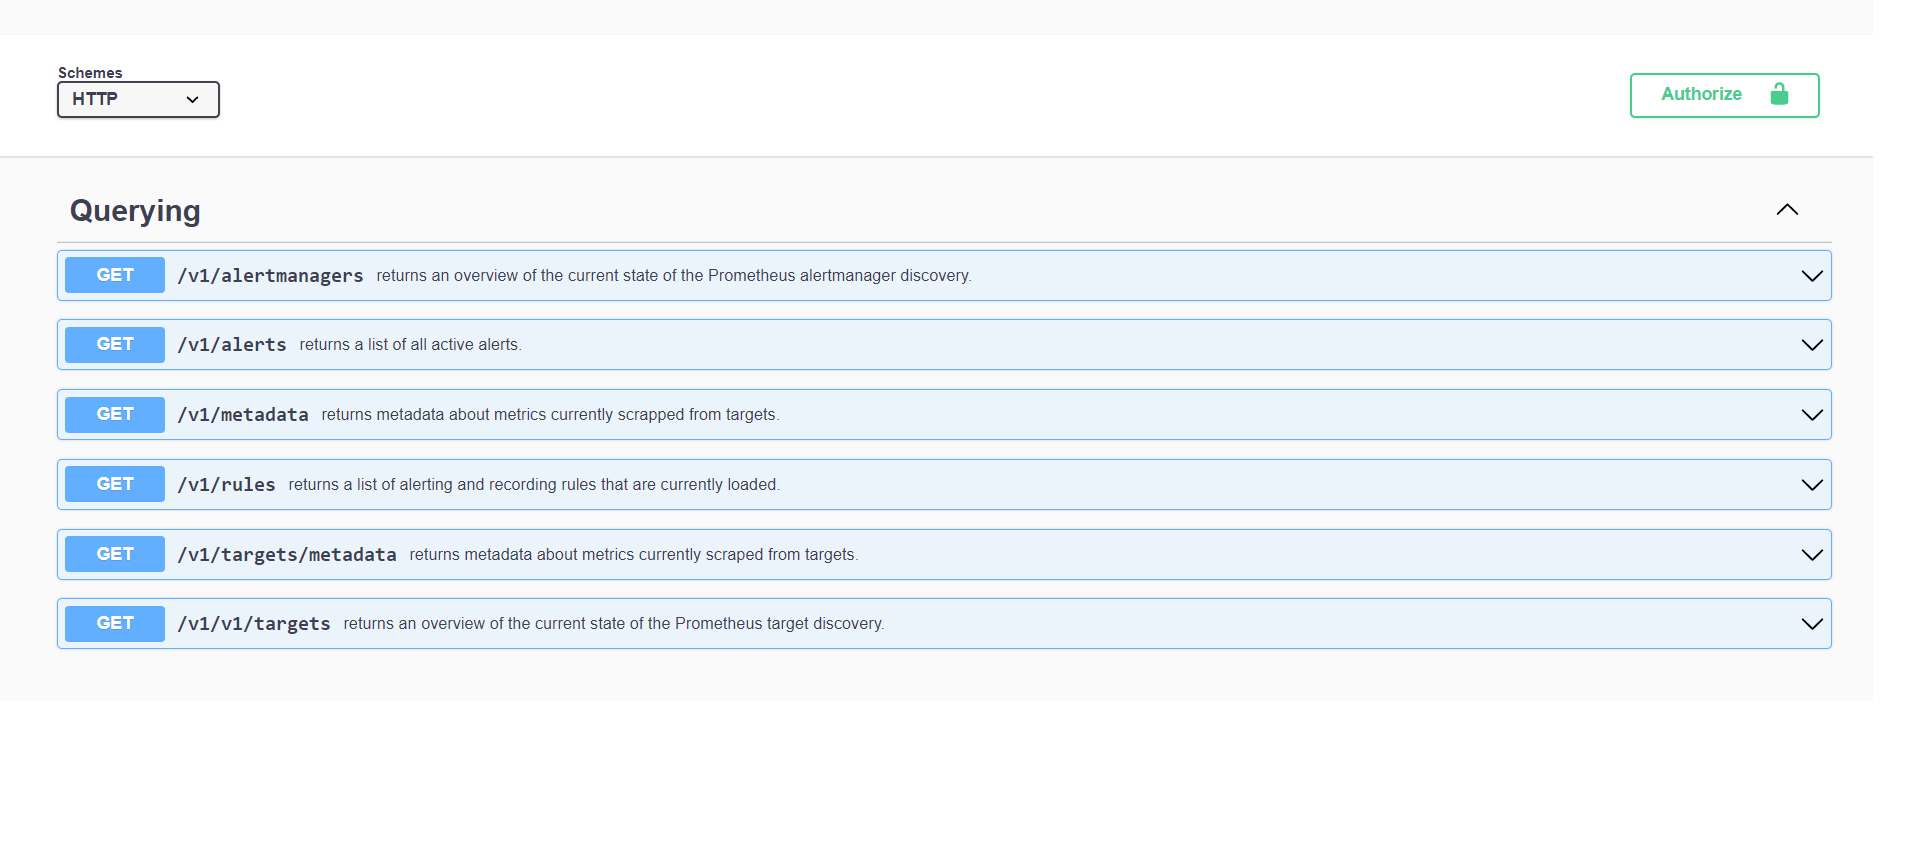 Schemes
HTTP
Authorize
Querying
GET /v1/alertmanagers returns an overview of the current state of the Prometheus alertmanager discovery.
GET /v1/alerts returns a list of all active alerts.
GET /v1/metadata returns metadata about metrics currently scrapped from targets.
GET /v1/rules returns a list of alerting and recording rules that are currently loaded.
GET /v1/targets/metadata returns metadata about metrics currently scraped from targets.
GET /v1/v1/targets returns an overview of the current state of the Prometheus target discovery.